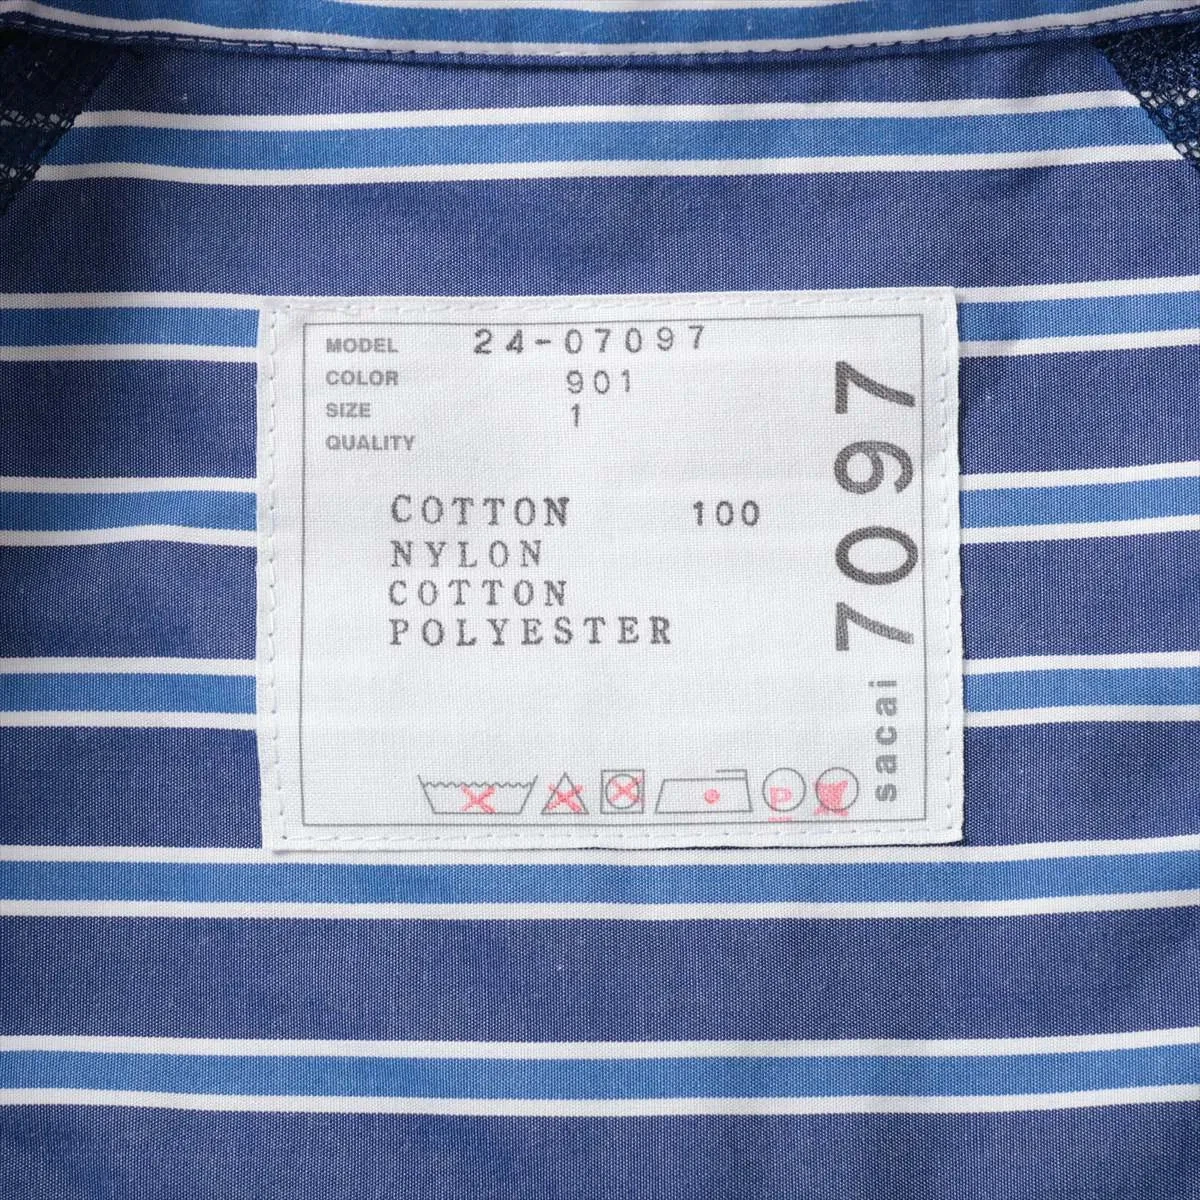 MODEL 24-07097
COLOR 901
SIZE 1
QUALITY
COTTON 100
NYLON
COTTON
POLYESTER
P
sacai 7097